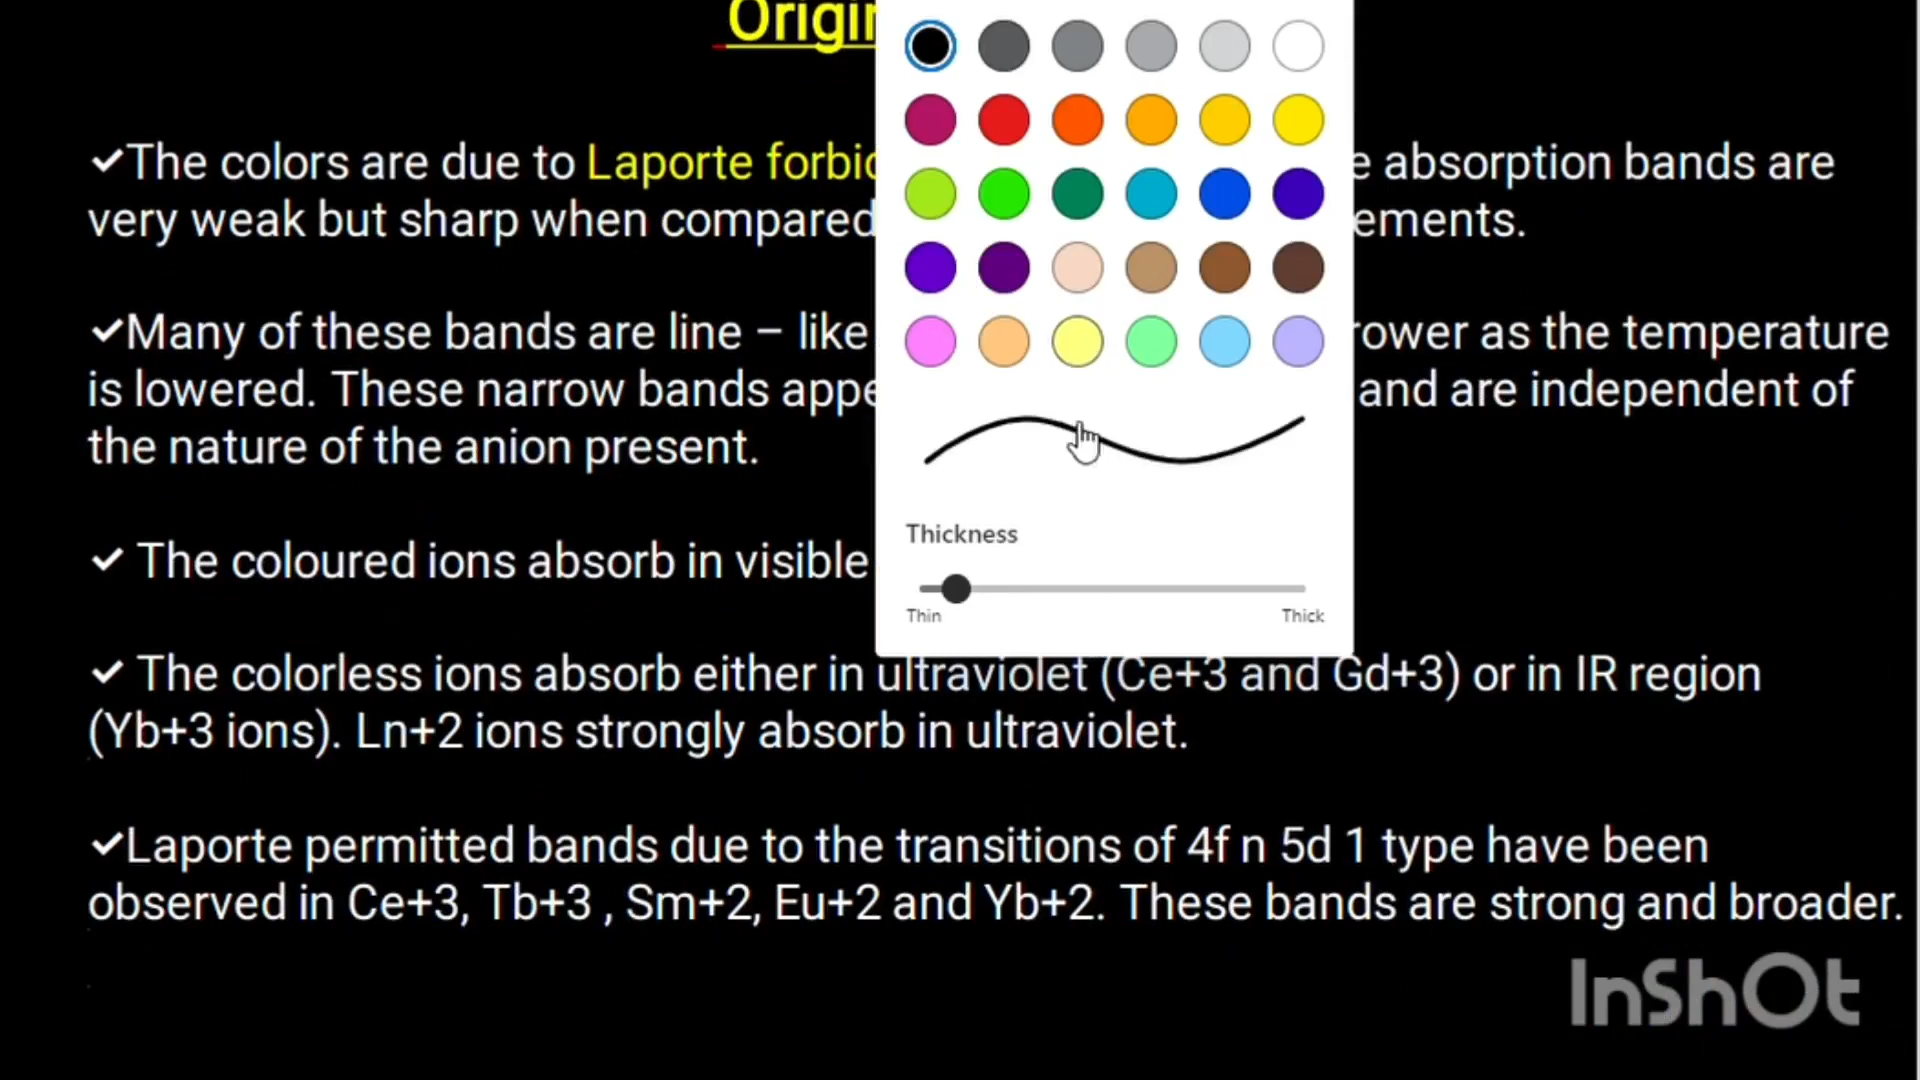 Origin
✔The colors are due to Laporte forbid e absorption bands are
very weak but sharp when compared ements.
✔Many of these bands are line – like rower as the temperature
is lowered. These narrow bands appe and are independent of
the nature of the anion present.
Thickness
✔ The coloured ions absorb in visible
Thin Thick
✔ The colorless ions absorb either in ultraviolet (Ce+3 and Gd+3) or in IR region
(Yb+3 ions). Ln+2 ions strongly absorb in ultraviolet.
✔Laporte permitted bands due to the transitions of 4f n 5d 1 type have been
observed in Ce+3, Tb+3 , Sm+2, Eu+2 and Yb+2. These bands are strong and broader.
InShOt